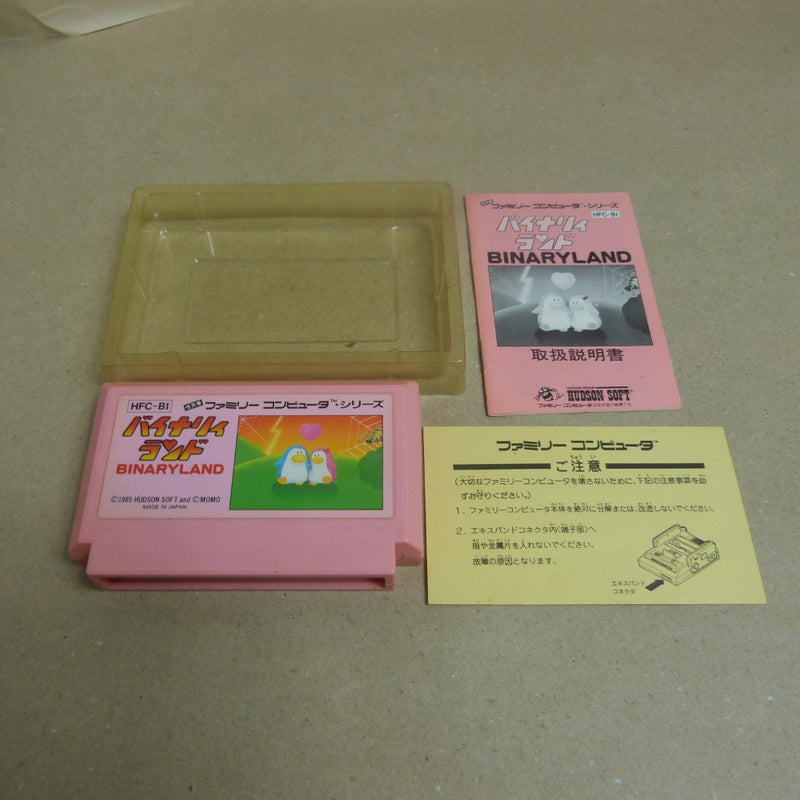 ファミリー コンピュータ™シリーズ
HFC-BI
バイナリィ
ランド
BINARYLAND
取扱説明書
HUDSON SOFT
HFC-BI
ファミリー コンピュータ™シリーズ
バイナリィ
ランド
BINARYLAND
©1985 HUDSON SOFT and ©MOMO
MADE IN JAPAN
ファミリー コンピュータ™
ご注意
(大切なファミリーコンピュータを壊さないために、下記の注意事項を必
ずお守りください。)
1. ファミリーコンピュータ本体を絶対に分解または、改造しないでください。
2. エキスパンドコネクタ内(端子部)へ
指や金属片を入れないでください。
故障の原因となります。
エキスパンド
コネクタ